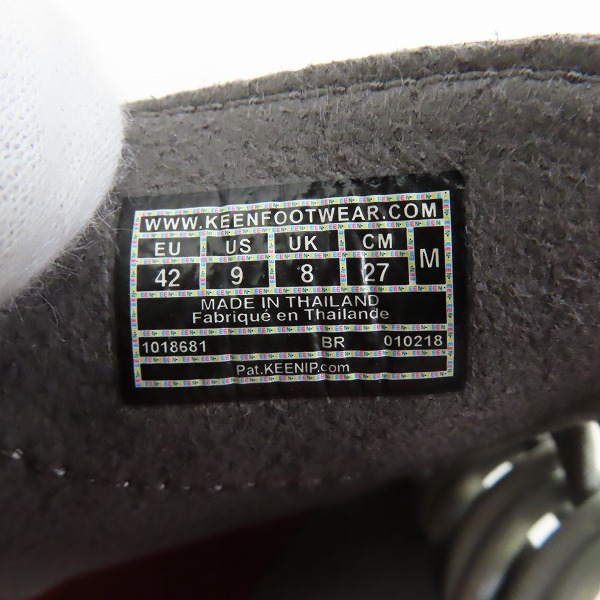 WWW.KEENFOOTWEAR.COM
EU US UK CM M
42 9 8 27
MADE IN THAILAND
Fabriqué en Thaïlande
1018681 BR 010218
Pat.KEENIP.com